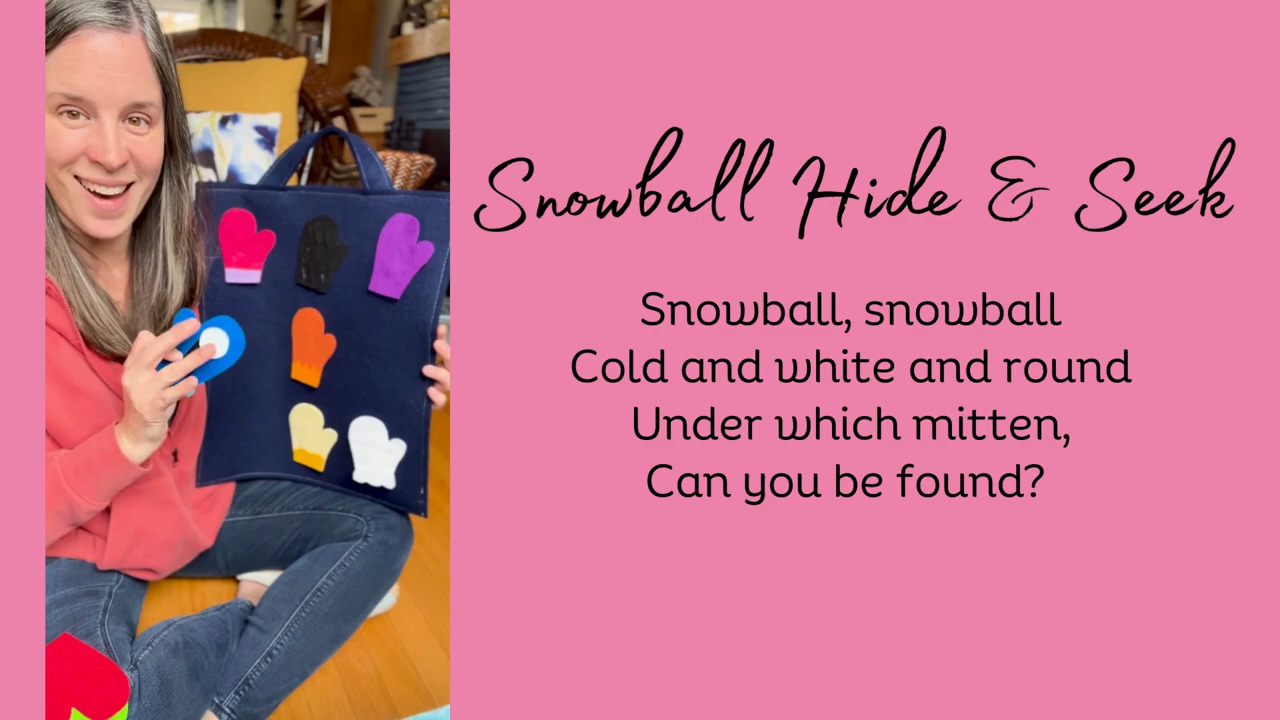 Snowball Hide & Seek
Snowball, snowball
Cold and white and round
Under which mitten,
Can you be found?